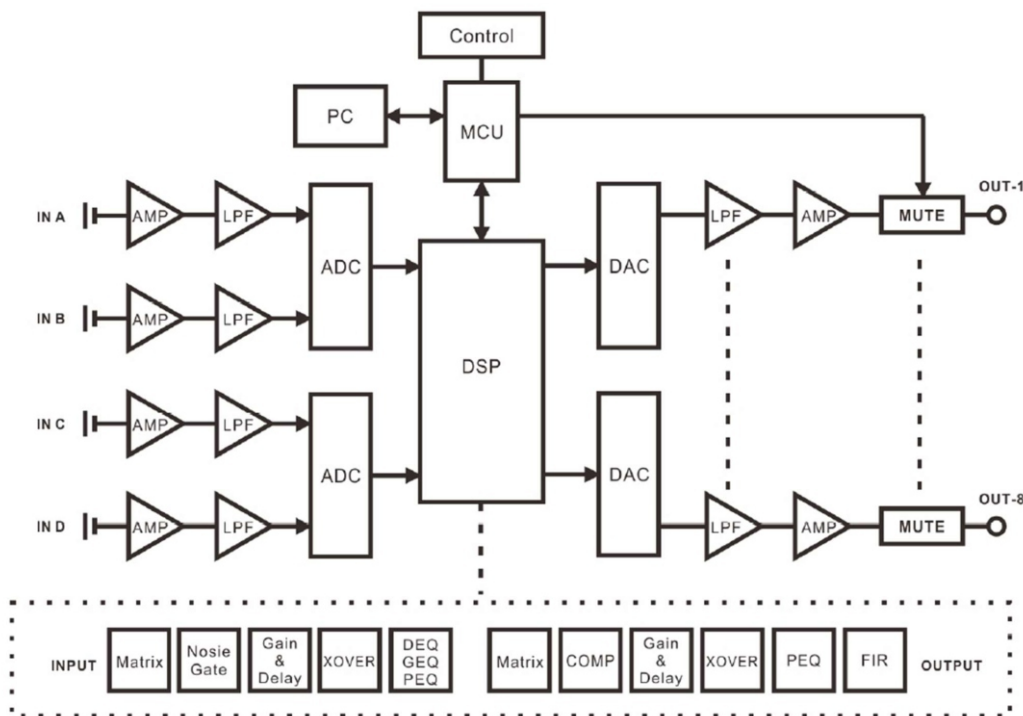 Control
PC
MCU
IN A
AMP
LPF
ADC
DAC
LPF
AMP
MUTE
OUT-1
IN B
AMP
LPF
DSP
IN C
AMP
LPF
ADC
DAC
IN D
AMP
LPF
LPF
AMP
MUTE
OUT-8
INPUT
Matrix
Nosie
Gate
Gain
&
Delay
XOVER
DEQ
GEQ
PEQ
Matrix
COMP
Gain
&
Delay
XOVER
PEQ
FIR
OUTPUT